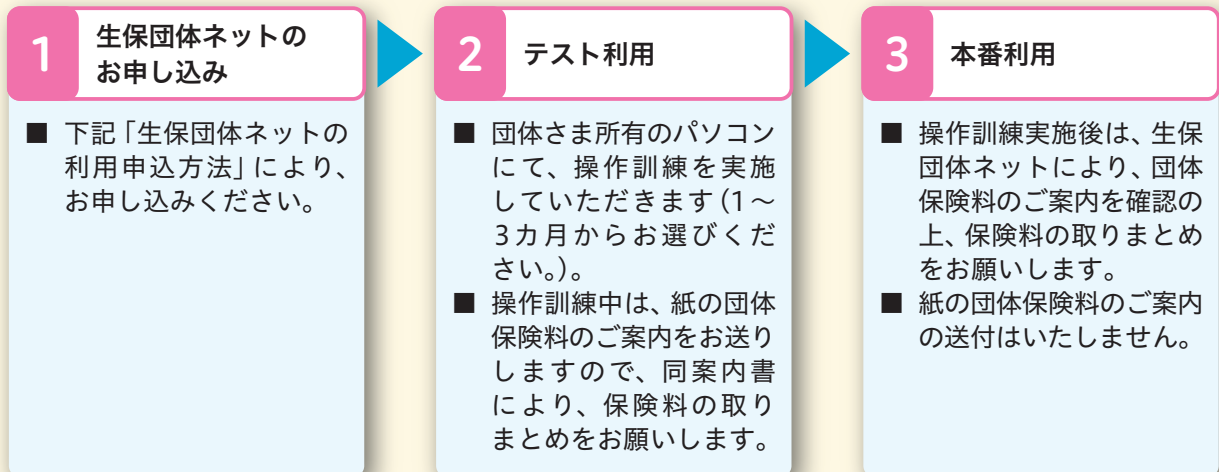 1
生保団体ネットの
お申し込み
■ 下記「生保団体ネットの
利用申込方法」により、
お申し込みください。
2
テスト利用
■ 団体さま所有のパソコン
にて、操作訓練を実施
していただきます(1～
3カ月からお選びくだ
さい。)。
■ 操作訓練中は、紙の団体
保険料のご案内をお送り
しますので、同案内書
により、保険料の取り
まとめをお願いします。
3
本番利用
■ 操作訓練実施後は、生保
団体ネットにより、団体
保険料のご案内を確認の
上、保険料の取りまとめ
をお願いします。
■ 紙の団体保険料のご案内
の送付はいたしません。